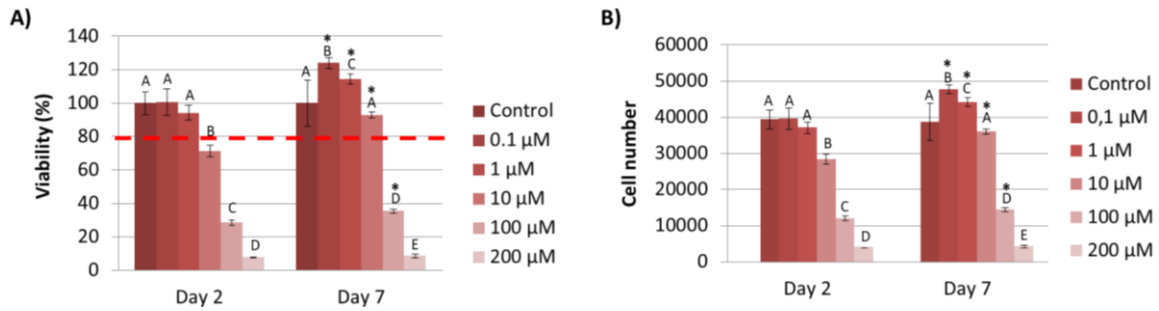 A)
Viability (%)
140
120
100
80
60
40
20
0
A A A B C D
A * B * C * A * D E
Day 2 Day 7
Control
0.1 µM
1 µM
10 µM
100 µM
200 µM
B)
Cell number
60000
50000
40000
30000
20000
10000
0
A A A B C D
A * B * C * A * D E
Day 2 Day 7
Control
0,1 µM
1 µM
10 µM
100 µM
200 µM